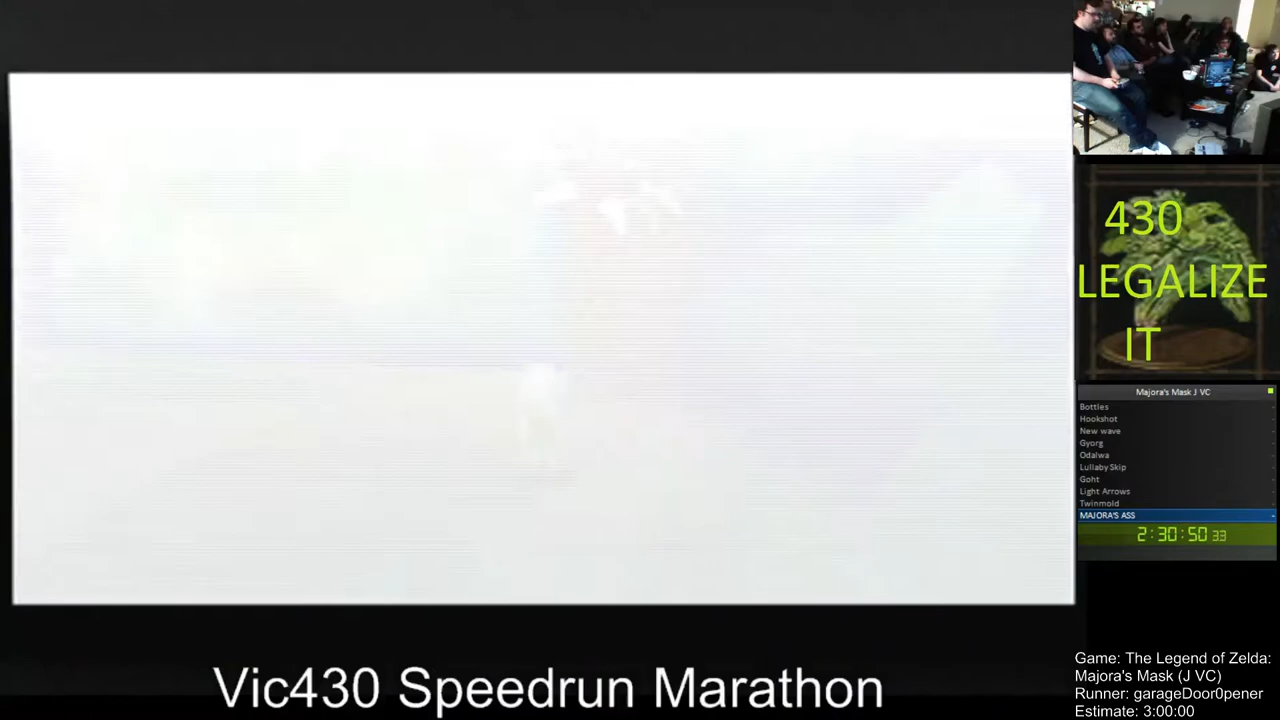 430
LEGALIZE
IT
Majora's Mask J VC
Bottles -
Hookshot -
New wave -
Gyorg -
Odalwa -
Lullaby Skip -
Goht -
Light Arrows -
Twinmold -
MAJORA'S ASS -
2:30:50 33
Vic430 Speedrun Marathon
Game: The Legend of Zelda:
Majora's Mask (J VC)
Runner: garageDoor0pener
Estimate: 3:00:00